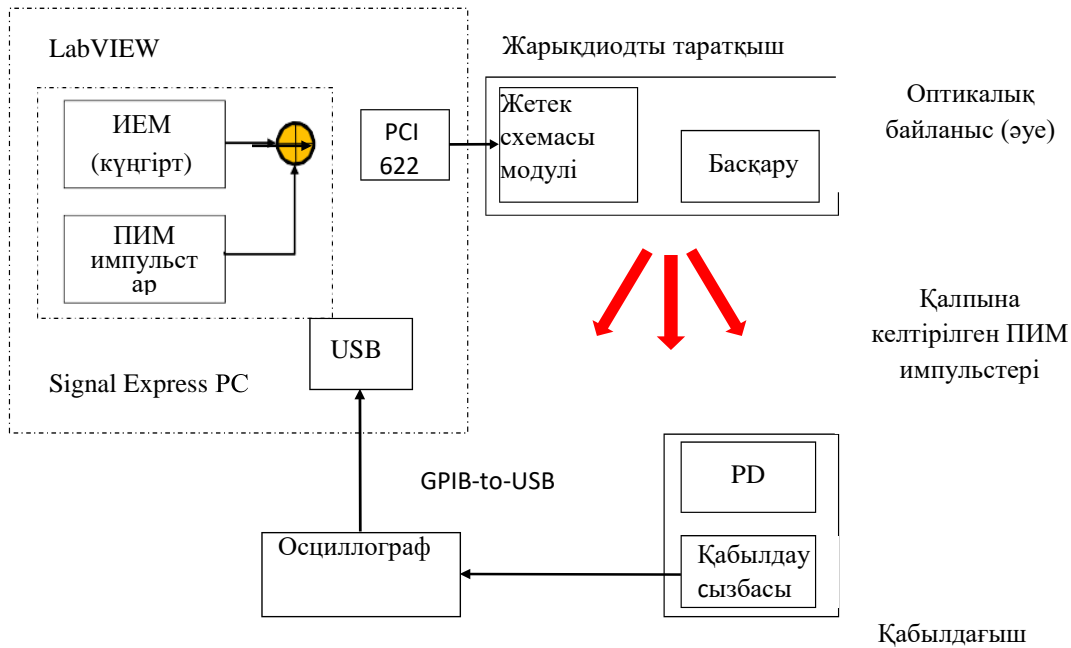 LabVIEW
ИЕМ
(күңгірт)
ПИМ
импульст
ар
PCI
622
USB
Signal Express PC
Жарықдиодты таратқыш
Жетек
схемасы
модулі
Басқару
Оптикалық
байланыс (әуе)
Қалпына
келтірілген ПИМ
импульстері
GPIB-to-USB
Осциллограф
PD
Қабылдау
сызбасы
Қабылдағыш